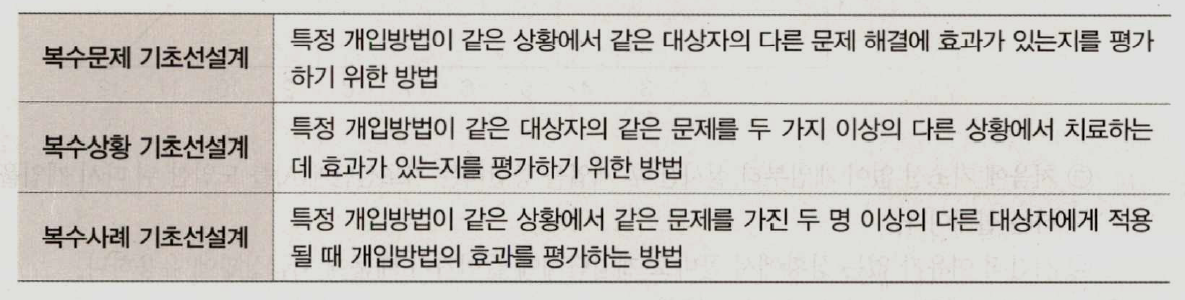 복수문제 기초선설계
특정 개입방법이 같은 상황에서 같은 대상자의 다른 문제 해결에 효과가 있는지를 평가
하기 위한 방법
복수상황 기초선설계
특정 개입방법이 같은 대상자의 같은 문제를 두 가지 이상의 다른 상황에서 치료하는
데 효과가 있는지를 평가하기 위한 방법
복수사례 기초선설계
특정 개입방법이 같은 상황에서 같은 문제를 가진 두 명 이상의 다른 대상자에게 적용
될 때 개입방법의 효과를 평가하는 방법